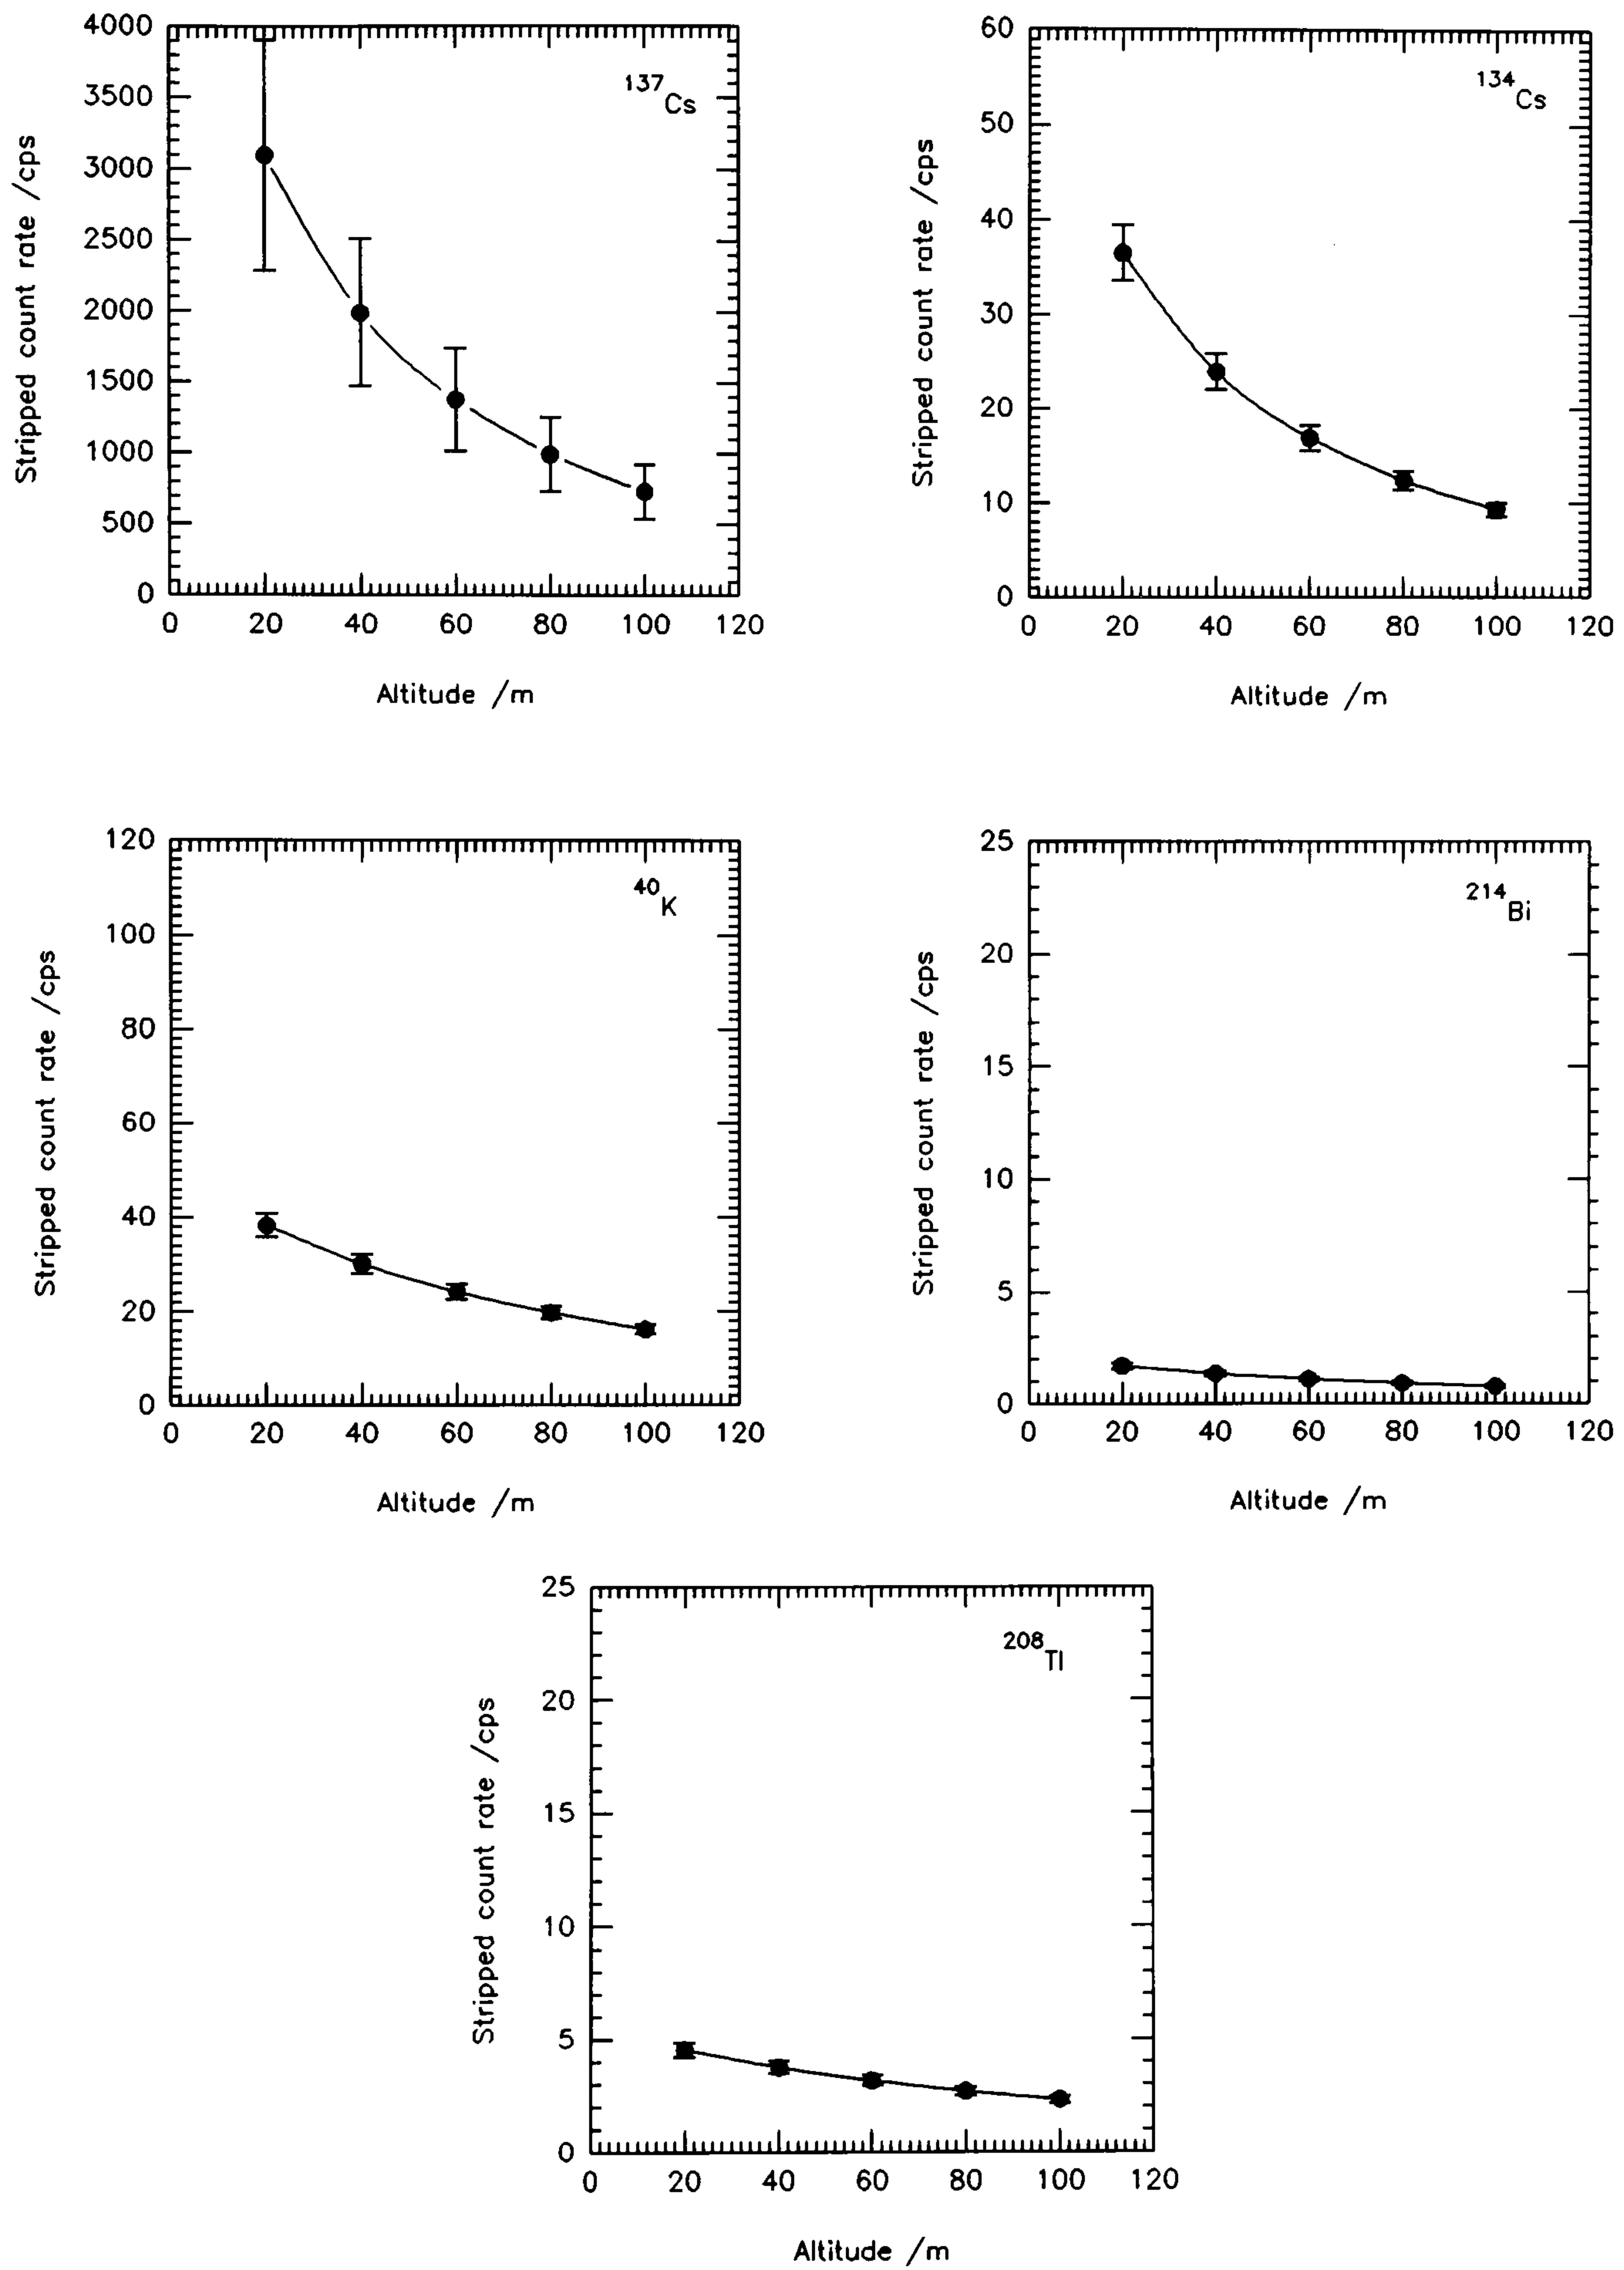 4000
3500
3000
2500
2000
1500
1000
500
0
0 20 40 60 80 100 120
Stripped count rate /cps
Altitude /m
137Cs
60
50
40
30
20
10
0
0 20 40 60 80 100 120
Stripped count rate /cps
Altitude /m
134Cs
120
100
80
60
40
20
0
0 20 40 60 80 100 120
Stripped count rate /cps
Altitude /m
40K
25
20
15
10
5
0
0 20 40 60 80 100 120
Stripped count rate /cps
Altitude /m
214Bi
25
20
15
10
5
0
0 20 40 60 80 100 120
Stripped count rate /cps
Altitude /m
208Tl